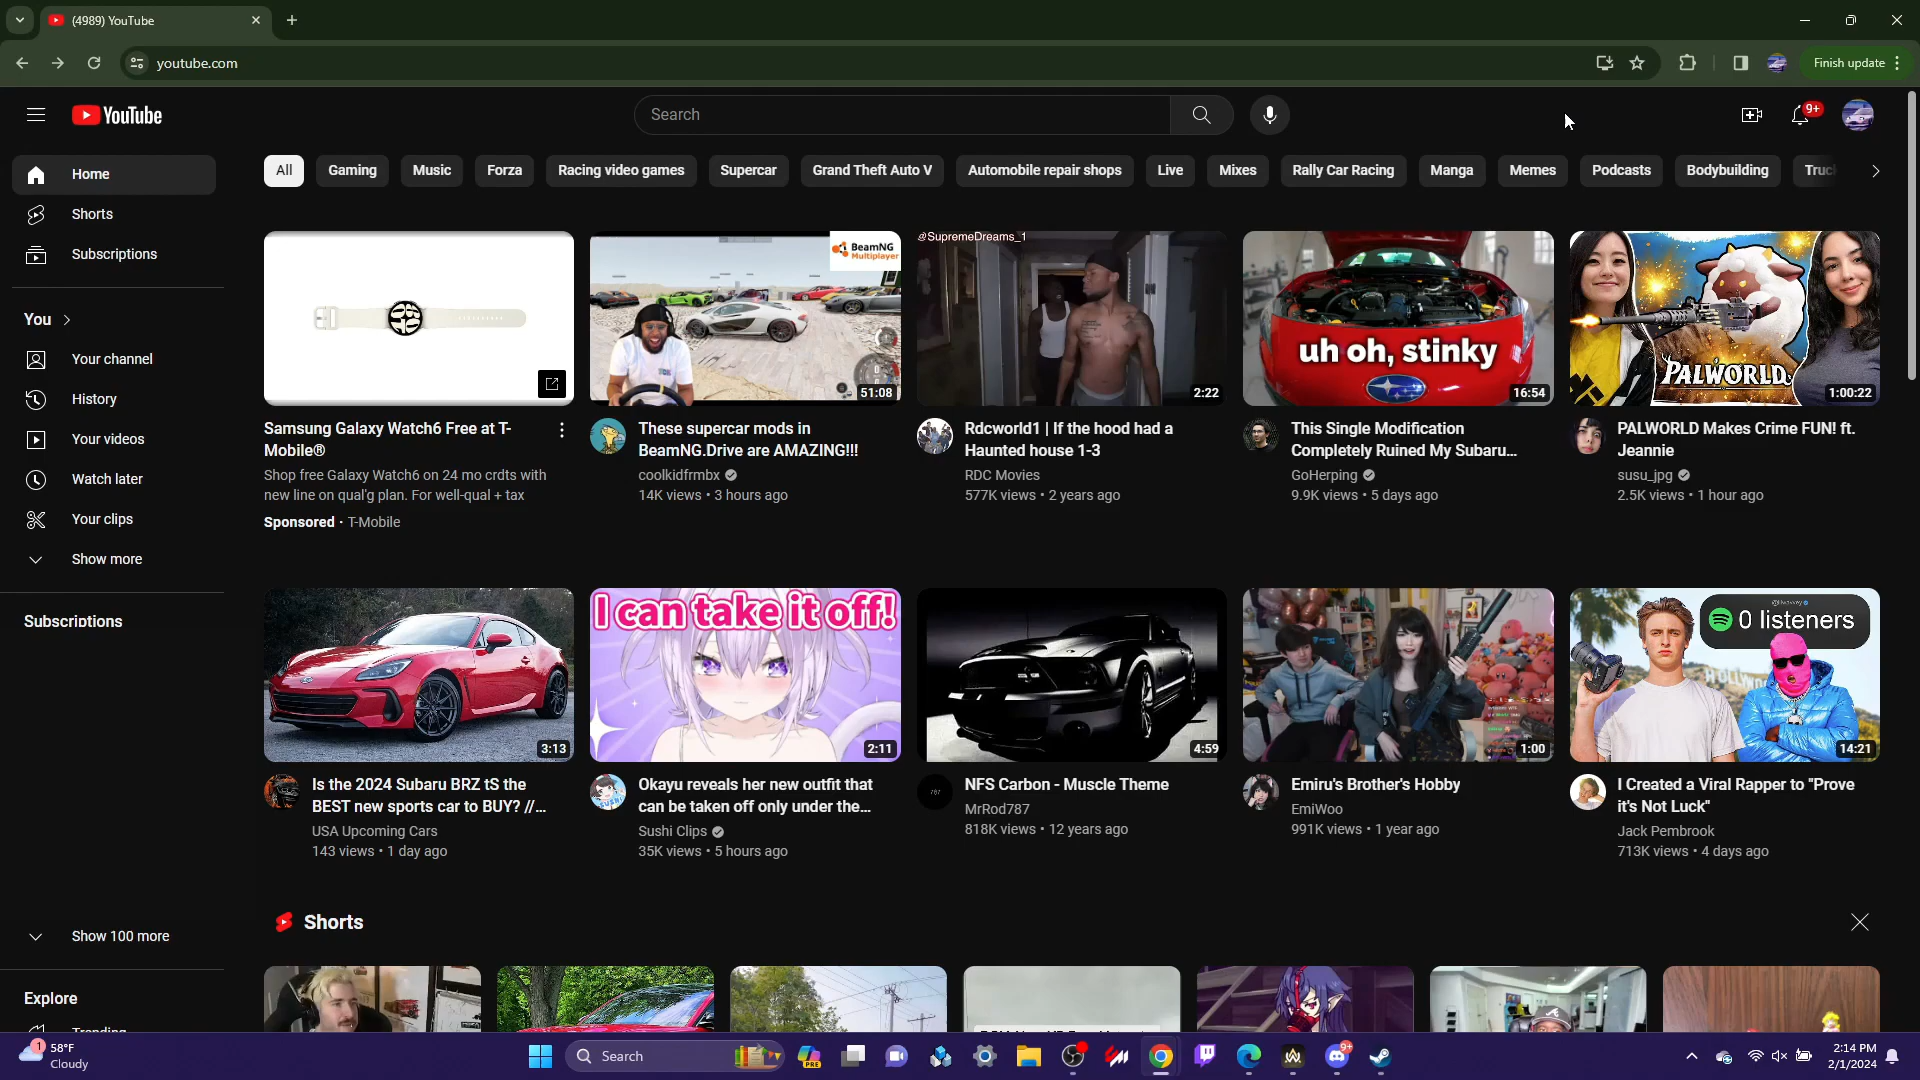 (4989) YouTube
youtube.com
Finish update
YouTube
Search
9+
Home
Shorts
Subscriptions
You
Your channel
History
Your videos
Watch later
Your clips
Show more
Subscriptions
Show 100 more
Explore
Trending
All
Gaming
Music
Forza
Racing video games
Supercar
Grand Theft Auto V
Automobile repair shops
Live
Mixes
Rally Car Racing
Manga
Memes
Podcasts
Bodybuilding
Samsung Galaxy Watch6 Free at T-
Mobile®
Shop free Galaxy Watch6 on 24 mo crdts with
new line on qual'g plan. For well-qual + tax
Sponsored · T-Mobile
BeamNG
Multiplayer
51:08
These supercar mods in
BeamNG.Drive are AMAZING!!!
coolkidfrmbx
14K views • 3 hours ago
@SupremeDreams_1
2:22
Rdcworld1 | If the hood had a
Haunted house 1-3
RDC Movies
577K views • 2 years ago
uh oh, stinky
16:54
This Single Modification
Completely Ruined My Subaru...
GoHerping
9.9K views • 5 days ago
PALWORLD
1:00:22
PALWORLD Makes Crime FUN! ft.
Jeannie
susu_jpg
2.5K views • 1 hour ago
3:13
Is the 2024 Subaru BRZ tS the
BEST new sports car to BUY? //...
USA Upcoming Cars
143 views • 1 day ago
I can take it off!
2:11
SUSHI
Okayu reveals her new outfit that
can be taken off only under the...
Sushi Clips
35K views • 5 hours ago
4:59
787
NFS Carbon - Muscle Theme
MrRod787
818K views • 12 years ago
1:00
Emiru's Brother's Hobby
EmiWoo
991K views • 1 year ago
0 listeners
14:21
I Created a Viral Rapper to "Prove
it's Not Luck"
Jack Pembrook
713K views • 4 days ago
Shorts
1
58°F
Cloudy
Search
PRE
9+
2:14 PM
2/1/2024